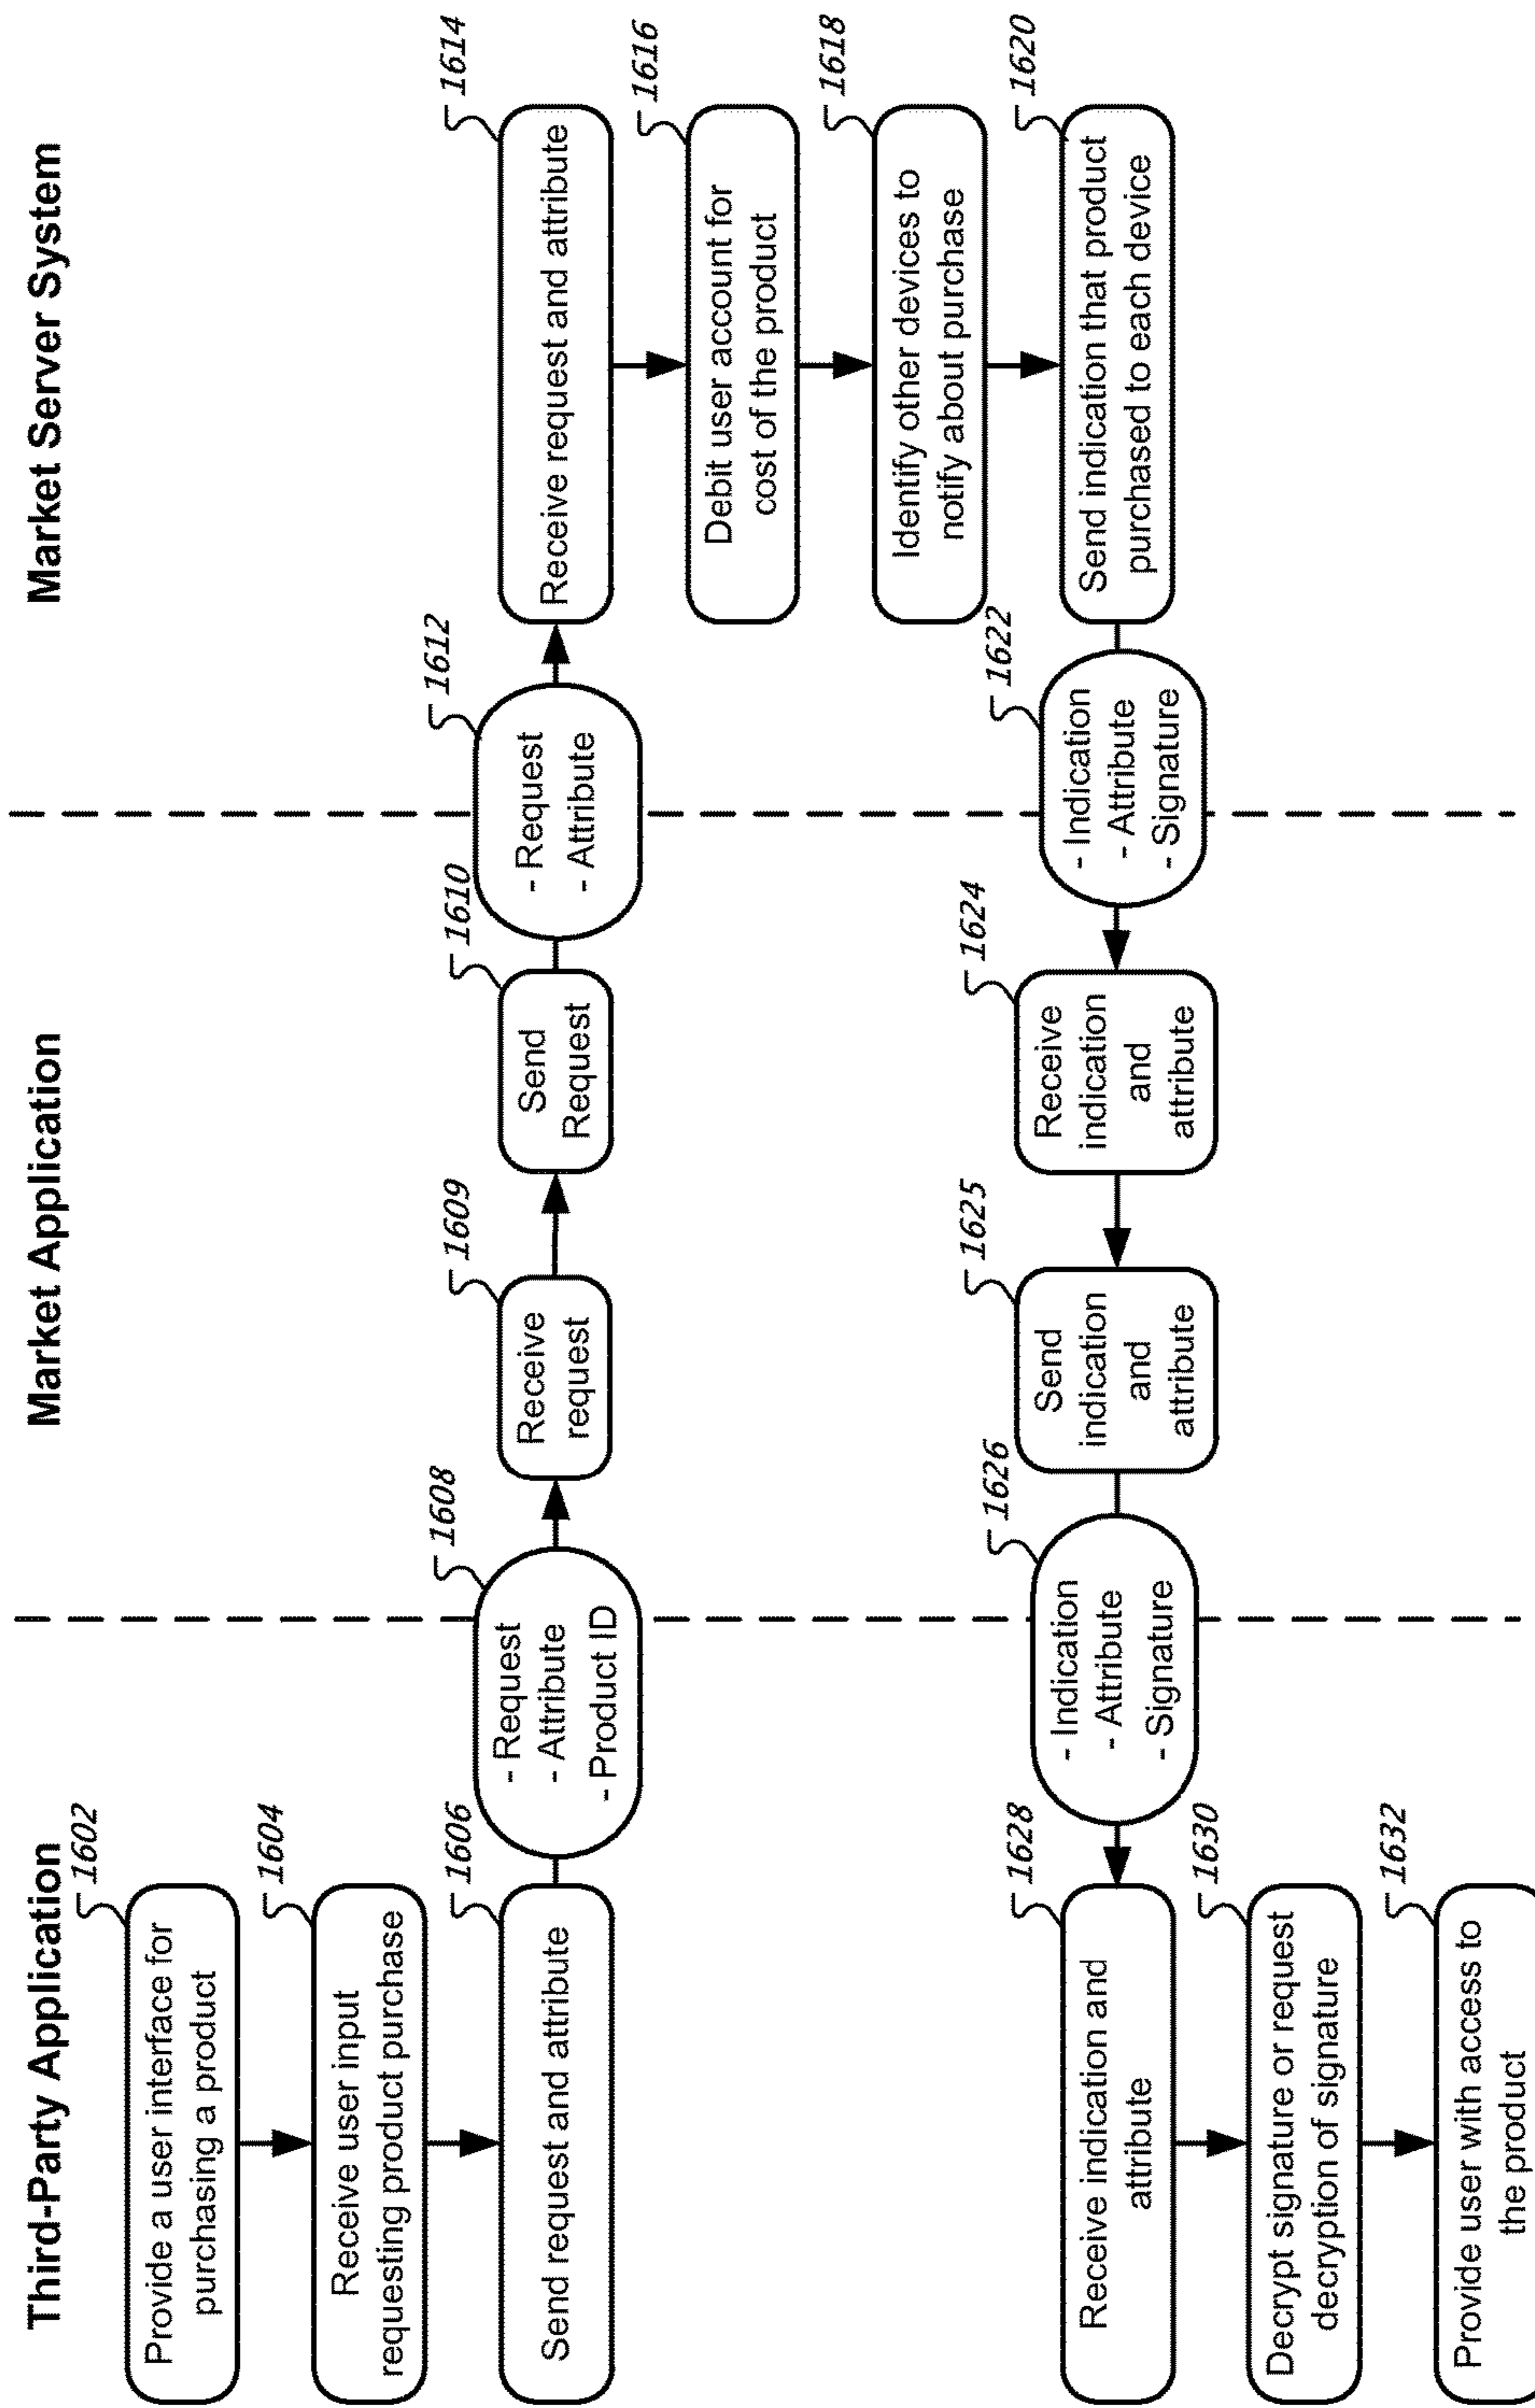 Third-Party Application
Market Application
Market Server System
1602
Provide a user interface for
purchasing a product
1604
Receive user input
requesting product purchase
1606
Send request and attribute
1608
- Request
- Attribute
- Product ID
1609
Receive
request
1610
Send
Request
1612
- Request
- Attribute
1614
Receive request and attribute
1616
Debit user account for
cost of the product
1618
Identify other devices to
notify about purchase
1620
Send indication that product
purchased to each device
1622
- Indication
- Attribute
- Signature
1624
Receive
indication
and
attribute
1625
Send
indication
and
attribute
1626
- Indication
- Attribute
- Signature
1628
Receive indication and
attribute
1630
Decrypt signature or request
decryption of signature
1632
Provide user with access to
the product